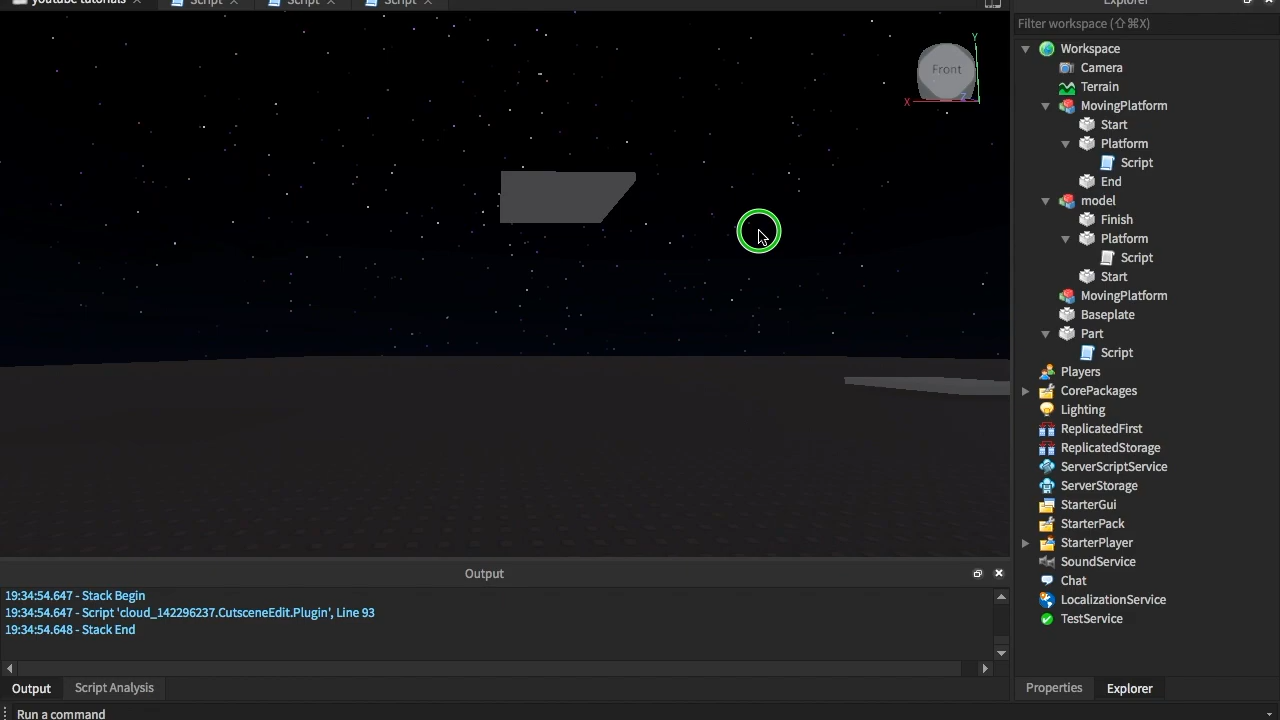 youtube tutorials
Script
Script
Script
Explorer
Filter workspace (⇧⌘X)
Front
Y
X
Z
Workspace
Camera
Terrain
MovingPlatform
Start
Platform
Script
End
model
Finish
Platform
Script
Start
MovingPlatform
Baseplate
Part
Script
Players
CorePackages
Lighting
ReplicatedFirst
ReplicatedStorage
ServerScriptService
ServerStorage
StarterGui
StarterPack
StarterPlayer
SoundService
Chat
LocalizationService
TestService
Output
19:34:54.647 - Stack Begin
19:34:54.647 - Script 'cloud_142296237.CutsceneEdit.Plugin', Line 93
19:34:54.648 - Stack End
Output
Script Analysis
Properties
Explorer
Run a command